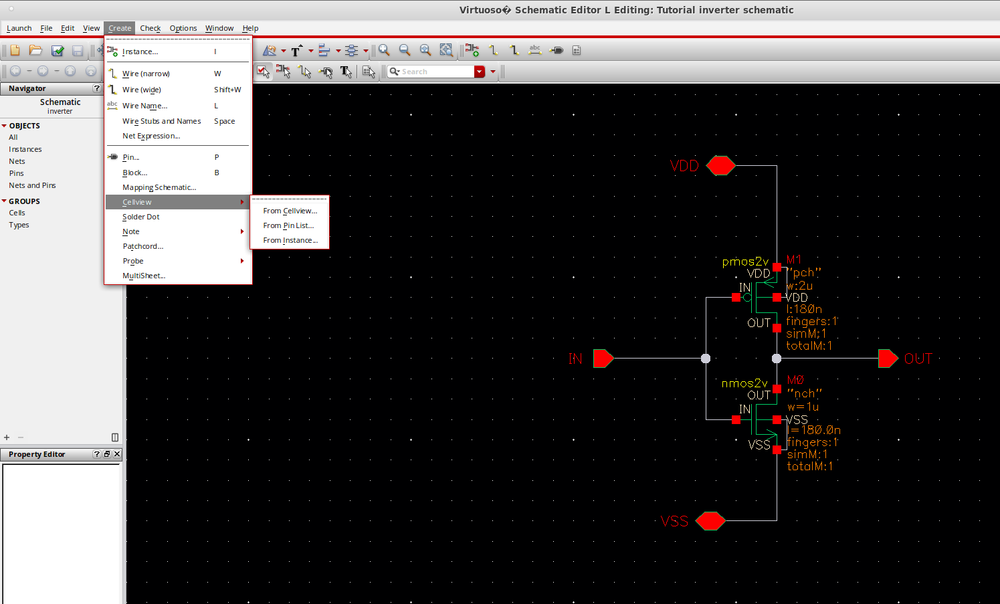 Virtuoso� Schematic Editor L Editing: Tutorial inverter schematic
Launch File Edit View Create Check Options Window Help
Instance... I
Wire (narrow) W
Wire (wide) Shift+W
Wire Name... L
Wire Stubs and Names Space
Net Expression...
Pin... P
Block... B
Mapping Schematic...
Cellview
Solder Dot
Note
Patchcord...
Probe
MultiSheet...
From Cellview...
From Pin List...
From Instance...
T
abc
T
Search
abc
Navigator ?
Schematic
inverter
OBJECTS
All
Instances
Nets
Pins
Nets and Pins
GROUPS
Cells
Types
+ −
Property Editor ?
VDD
pmos2v M1
VDD "pch"
IN w:2u
VDD
l:180n
OUT fingers:1
simM:1
totalM:1
IN
OUT
nmos2v M0
OUT "nch"
IN w=1u
VSS
l=180.0n
VSS fingers:1
simM:1
totalM:1
VSS